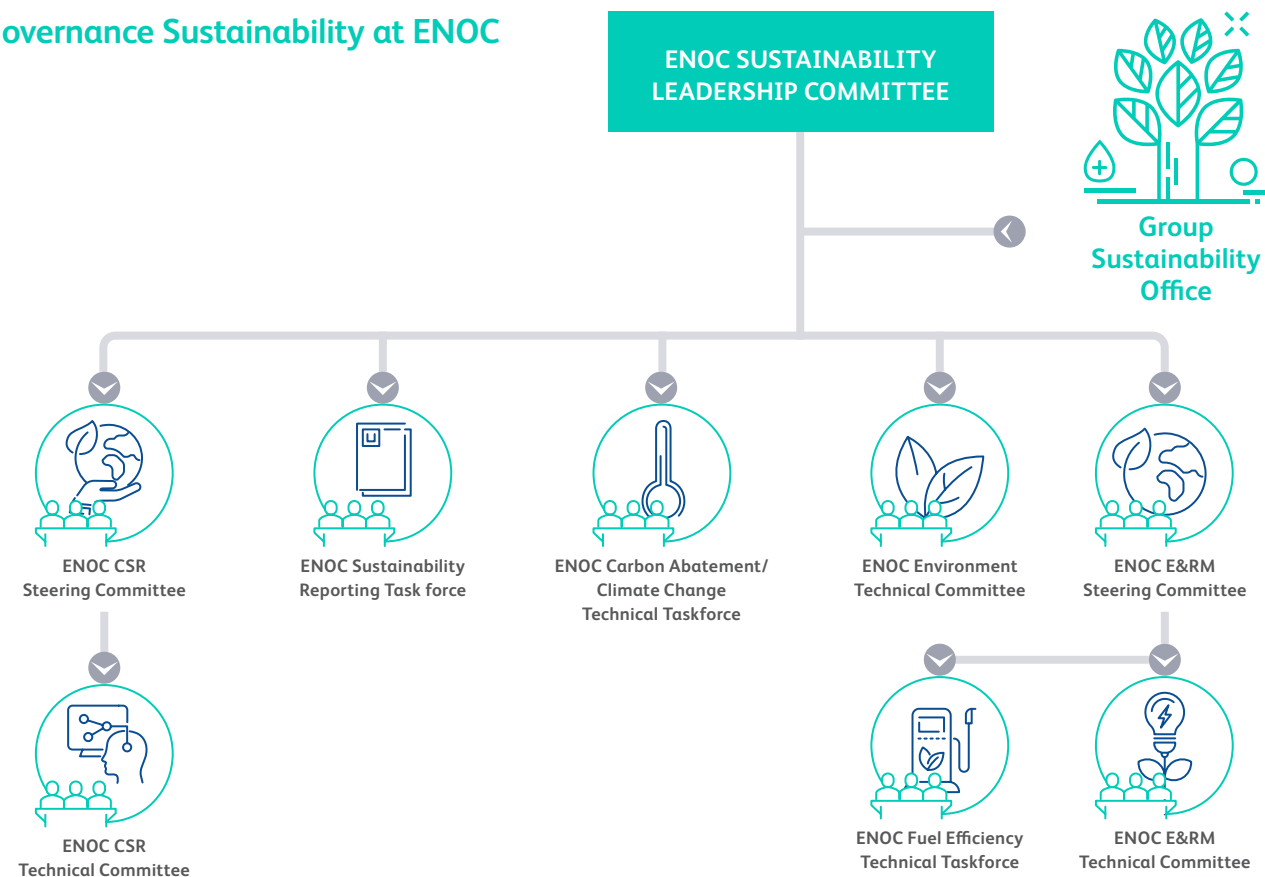 overnance Sustainability at ENOC
ENOC SUSTAINABILITY
LEADERSHIP COMMITTEE
Group
Sustainability
Office
ENOC CSR
Steering Committee
ENOC Sustainability
Reporting Task force
ENOC Carbon Abatement/
Climate Change
Technical Taskforce
ENOC Environment
Technical Committee
ENOC E&RM
Steering Committee
ENOC CSR
Technical Committee
ENOC Fuel Efficiency
Technical Taskforce
ENOC E&RM
Technical Committee